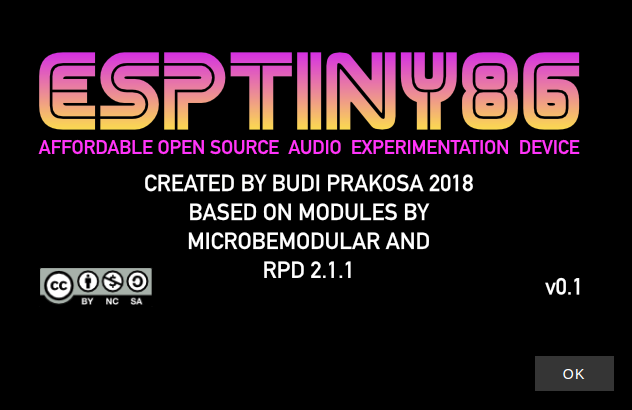 ESPTINY86
AFFORDABLE OPEN SOURCE AUDIO EXPERIMENTATION DEVICE
CREATED BY BUDI PRAKOSA 2018
BASED ON MODULES BY
MICROBEMODULAR AND
RPD 2.1.1
cc BY NC SA
v0.1
OK